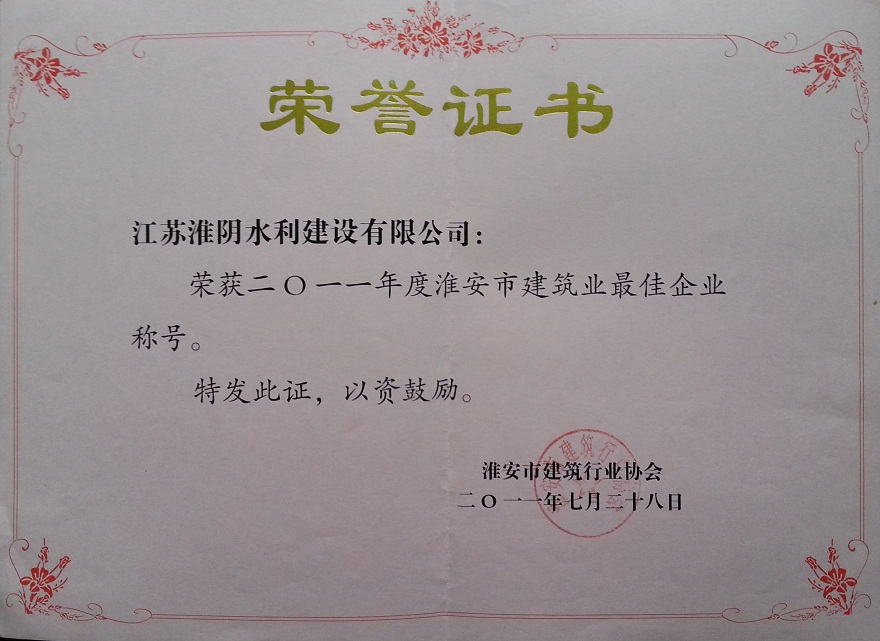 荣誉证书
江苏淮阴水利建设有限公司：
荣获二〇一一年度淮安市建筑业最佳企业
称号。
特发此证，以资鼓励。
淮安市建筑行业协会
二〇一一年七月二十八日